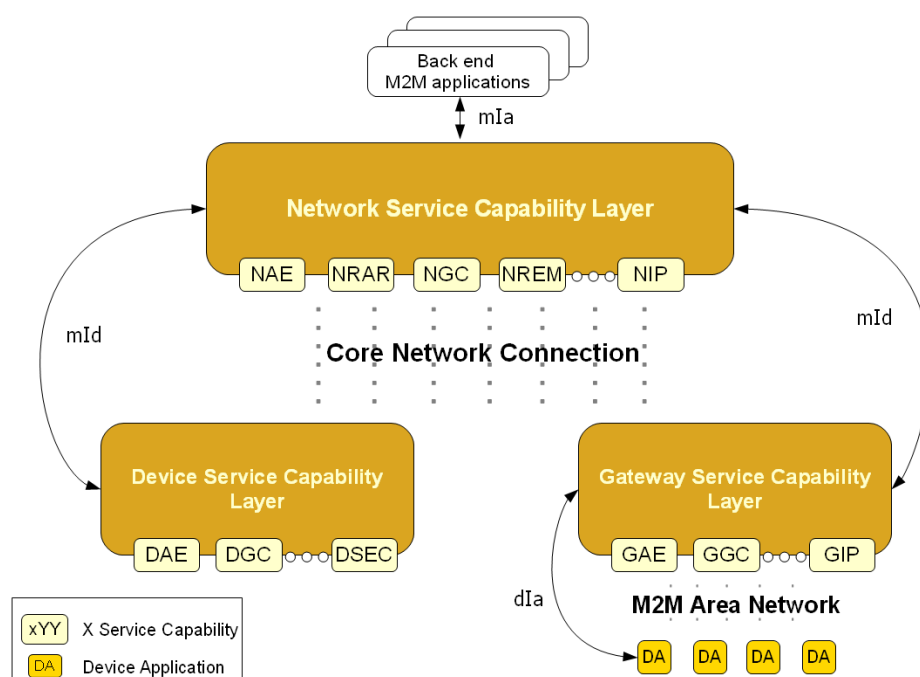 Back end
M2M applications
mIa
Network Service Capability Layer
NAE NRAR NGC NREM NIP
mId
mId
Core Network Connection
Device Service Capability
Layer
DAE DGC DSEC
Gateway Service Capability
Layer
GAE GGC GIP
dIa
M2M Area Network
DA DA DA DA
xYY X Service Capability
DA Device Application